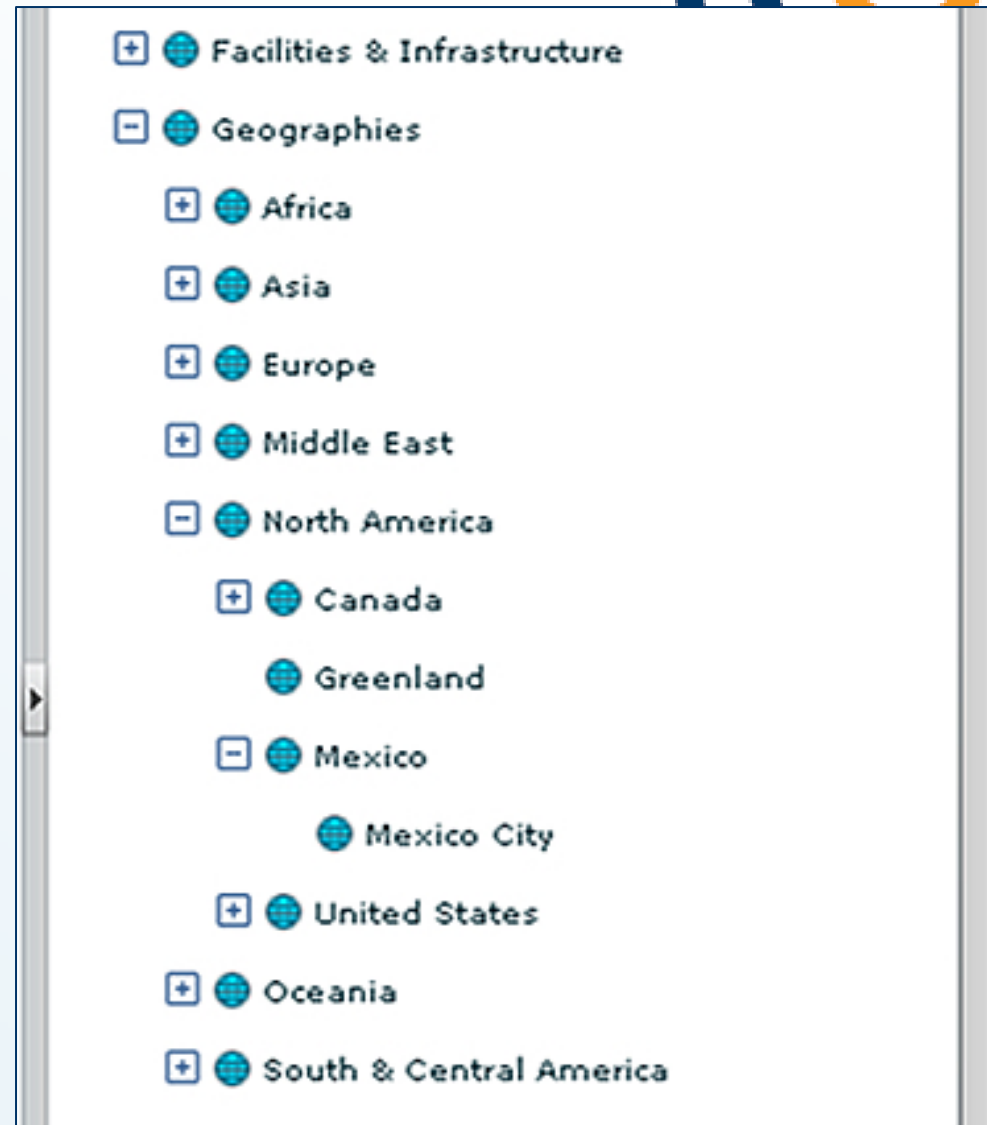 Facilities & Infrastructure
Geographies
Africa
Asia
Europe
Middle East
North America
Canada
Greenland
Mexico
Mexico City
United States
Oceania
South & Central America